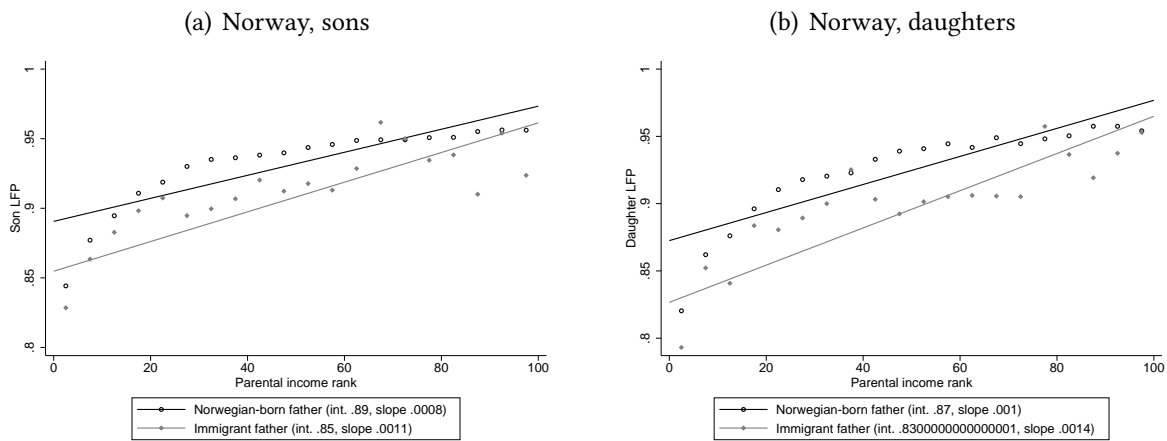 (a) Norway, sons
1
.95
.9
.85
.8
Son LFP
0 20 40 60 80 100
Parental income rank
Norwegian-born father (int. .89, slope .0008)
Immigrant father (int. .85, slope .0011)
(b) Norway, daughters
1
.95
.9
.85
.8
Daughter LFP
0 20 40 60 80 100
Parental income rank
Norwegian-born father (int. .87, slope .001)
Immigrant father (int. .8300000000000001, slope .0014)